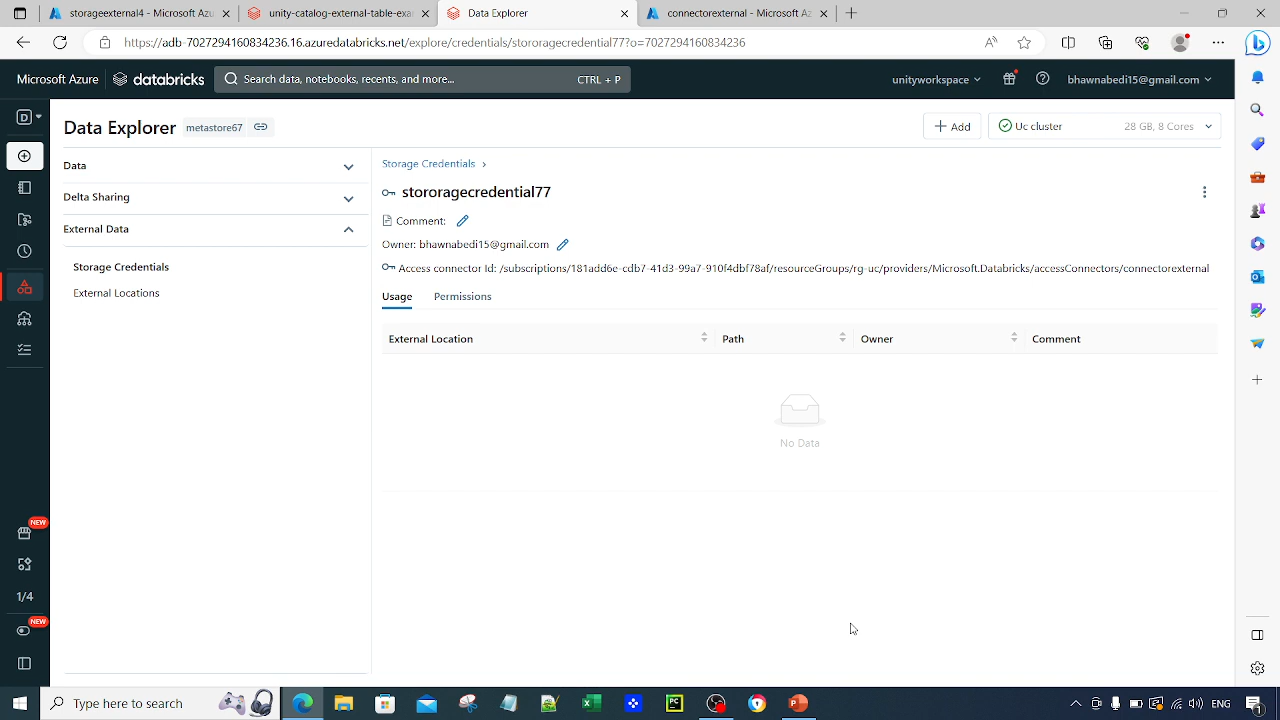 storageexternal4 - Microsoft Azu
unity-catalog-external-table-exa
Data Explorer
connectorexternal - Microsoft Az
https://adb-7027294160834236.16.azuredatabricks.net/explore/credentials/stororagecredential77?o=7027294160834236
Microsoft Azure
databricks
Search data, notebooks, recents, and more...
CTRL + P
unityworkspace
bhawnabedi15@gmail.com
D
Data Explorer
metastore67
Add
Uc cluster
28 GB, 8 Cores
Data
Delta Sharing
External Data
Storage Credentials
External Locations
Storage Credentials
stororagecredential77
Comment:
Owner: bhawnabedi15@gmail.com
Access connector Id: /subscriptions/181add6e-cdb7-41d3-99a7-910f4dbf78af/resourceGroups/rg-uc/providers/Microsoft.Databricks/accessConnectors/connectorexternal
Usage
Permissions
External Location
Path
Owner
Comment
No Data
NEW
1/4
NEW
Type here to search
PC
ENG